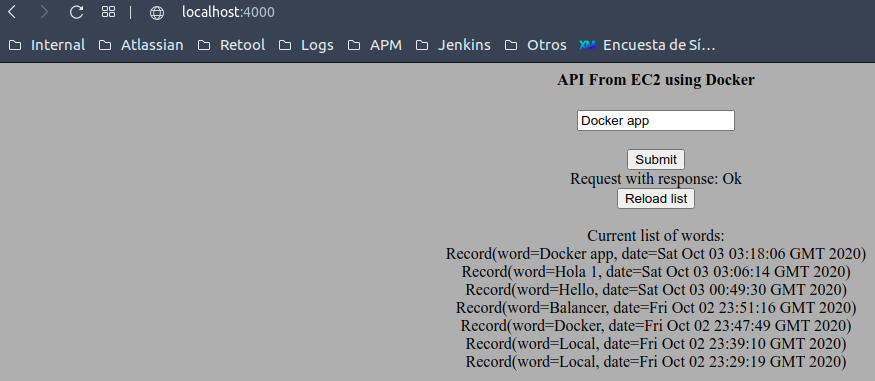 localhost:4000
Internal Atlassian Retool Logs APM Jenkins Otros XM Encuesta de Sí...
API From EC2 using Docker
Docker app
Submit
Request with response: Ok
Reload list
Current list of words:
Record(word=Docker app, date=Sat Oct 03 03:18:06 GMT 2020)
Record(word=Hola 1, date=Sat Oct 03 03:06:14 GMT 2020)
Record(word=Hello, date=Sat Oct 03 00:49:30 GMT 2020)
Record(word=Balancer, date=Fri Oct 02 23:51:16 GMT 2020)
Record(word=Docker, date=Fri Oct 02 23:47:49 GMT 2020)
Record(word=Local, date=Fri Oct 02 23:39:10 GMT 2020)
Record(word=Local, date=Fri Oct 02 23:29:19 GMT 2020)